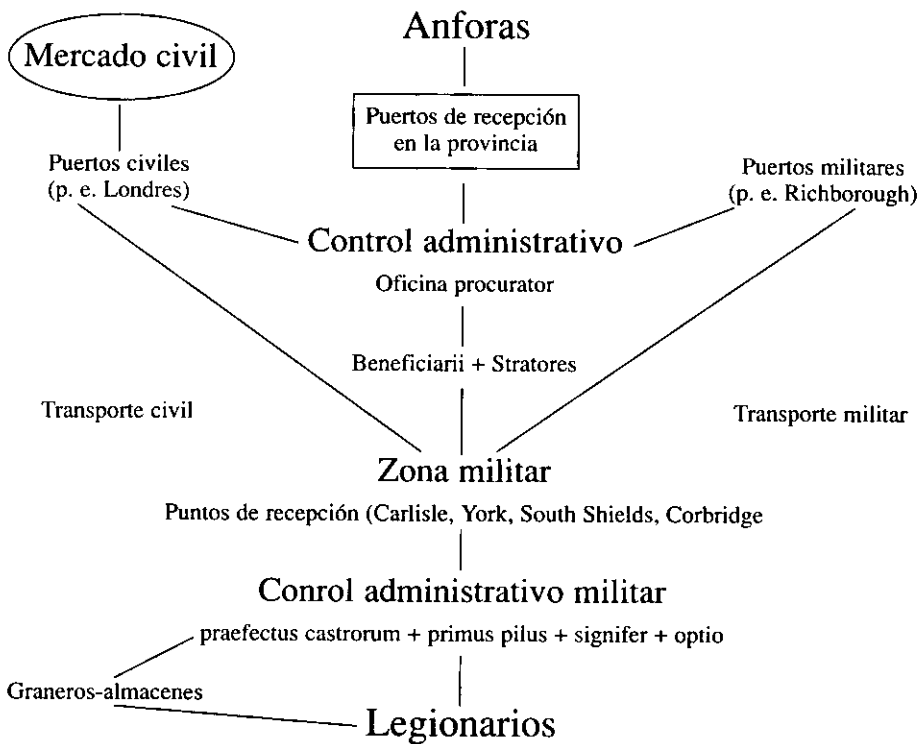 Anforas
Mercado civil
Puertos de recepción
en la provincia
Puertos civiles
(p. e. Londres)
Puertos militares
(p. e. Richborough)
Control administrativo
Oficina procurator
Beneficiarii + Stratores
Transporte civil
Transporte militar
Zona militar
Puntos de recepción (Carlisle, York, South Shields, Corbridge
Conrol administrativo militar
praefectus castrorum + primus pilus + signifer + optio
Graneros-almacenes
Legionarios